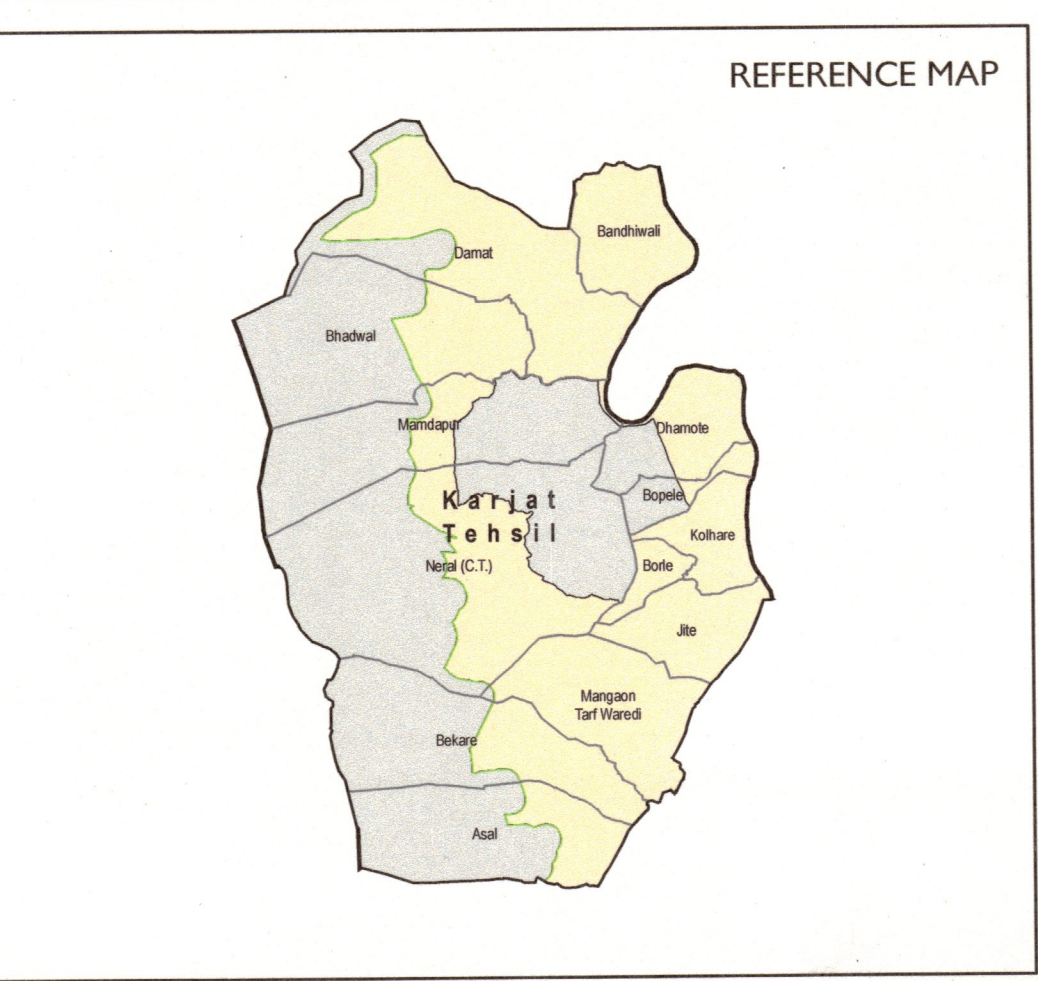 REFERENCE MAP
Bandhiwali
Damat
Bhadwal
Mamdapur
Dhamote
Karjat
Tehsil
Bopele
Kolhare
Neral (C.T.)
Borle
Jite
Mangaon
Tarf Waredi
Bekare
Asal